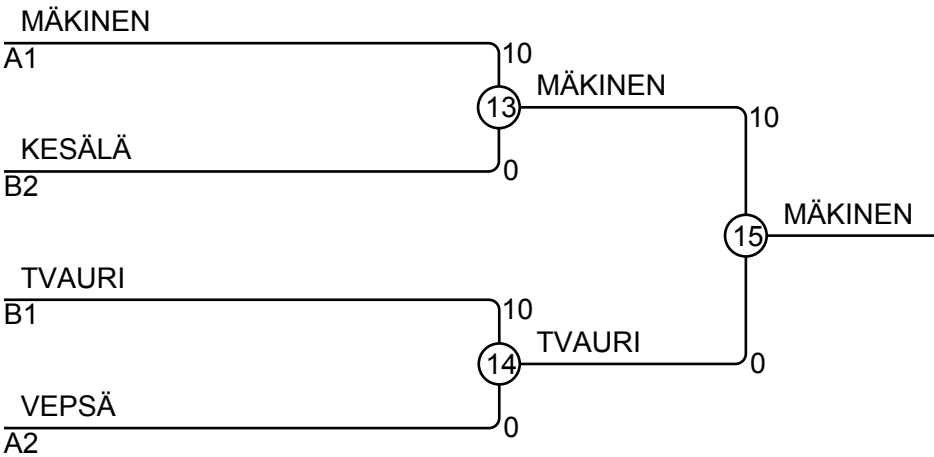 MÄKINEN
A1
10
13
MÄKINEN
10
KESÄLÄ
B2
0
15
MÄKINEN
TVAURI
B1
10
14
TVAURI
0
VEPSÄ
A2
0